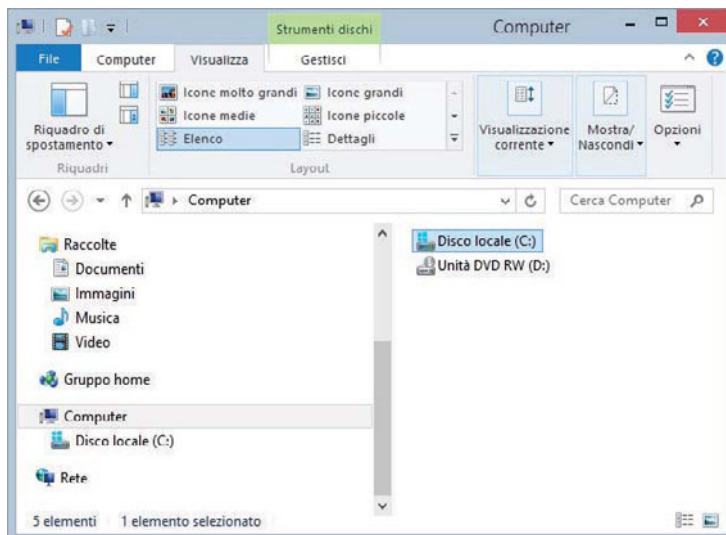 Strumenti dischi
Computer
File
Computer
Visualizza
Gestisci
Icone molto grandi
Icone grandi
Icone medie
Icone piccole
Elenco
Dettagli
Riquadro di
spostamento
Visualizzazione
corrente
Mostra/
Nascondi
Opzioni
Riquadri
Layout
Computer
Cerca Computer
Raccolte
Documenti
Immagini
Musica
Video
Gruppo home
Computer
Disco locale (C:)
Rete
Disco locale (C:)
Unità DVD RW (D:)
5 elementi
1 elemento selezionato